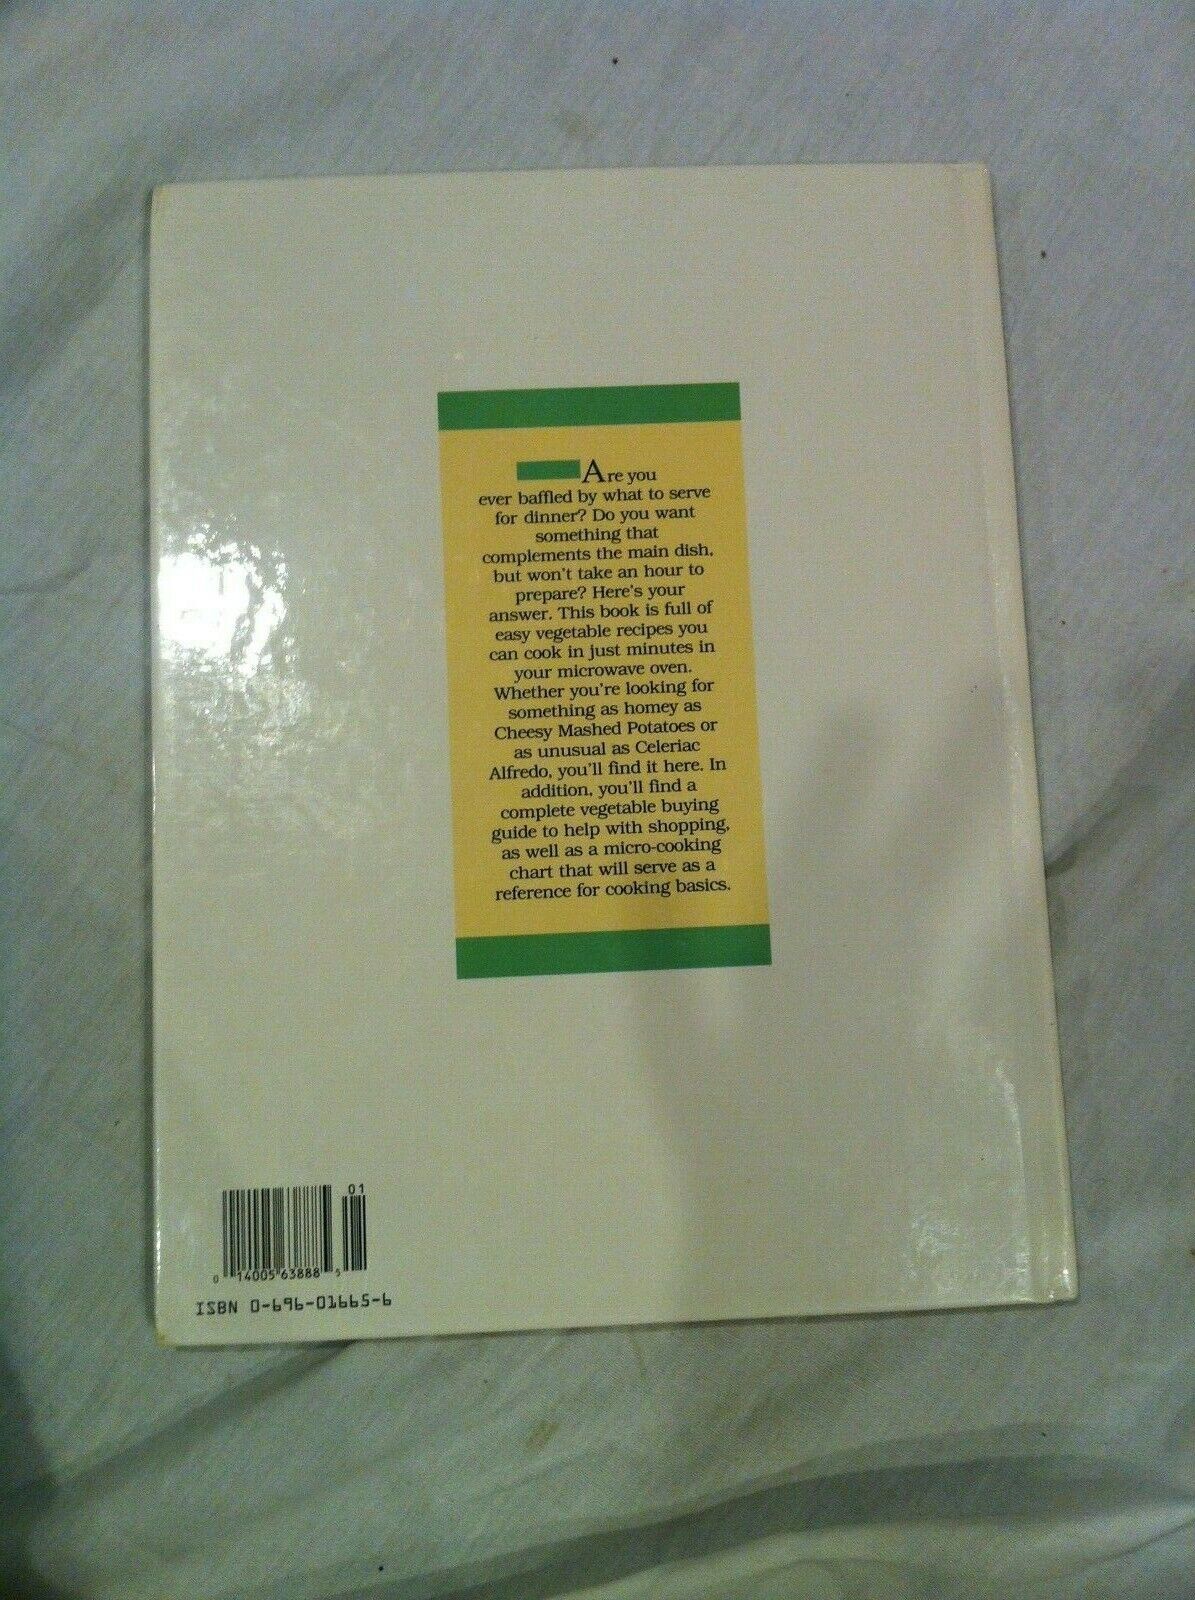 Are you
ever baffled by what to serve
for dinner? Do you want
something that
complements the main dish,
but won't take an hour to
prepare? Here's your
answer. This book is full of
easy vegetable recipes you
can cook in just minutes in
your microwave oven.
Whether you're looking for
something as homey as
Cheesy Mashed Potatoes or
as unusual as Celeriac
Alfredo, you'll find it here. In
addition, you'll find a
complete vegetable buying
guide to help with shopping,
as well as a micro-cooking
chart that will serve as a
reference for cooking basics.
01
0 14005 63888 5
ISBN 0-696-01665-6